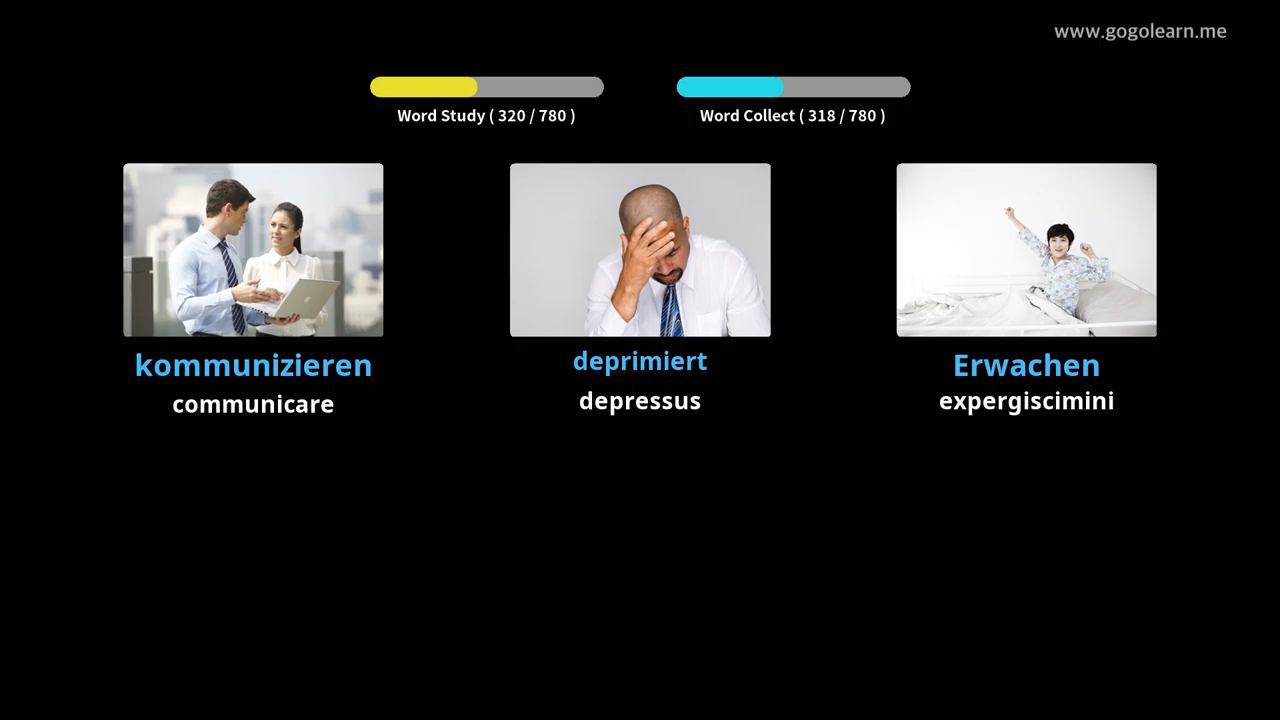 www.gogolearn.me
Word Study ( 320 / 780 )
Word Collect ( 318 / 780 )
kommunizieren
communicare
deprimiert
depressus
Erwachen
expergiscimini